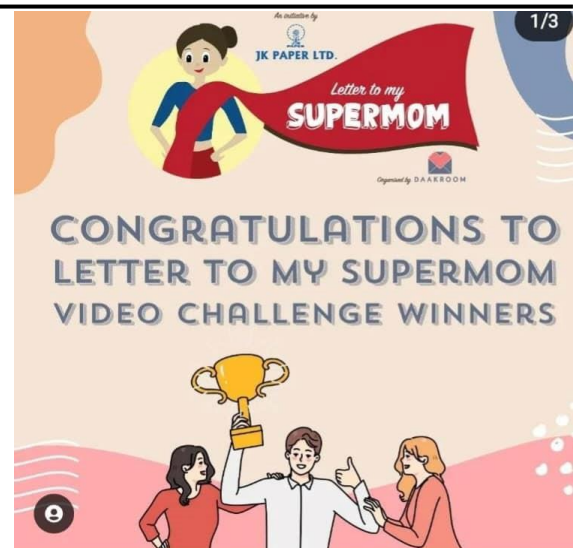 1/3
An initiative by
JK PAPER LTD.
Letter to my
SUPERMOM
Organised by DAAKROOM
CONGRATULATIONS TO
LETTER TO MY SUPERMOM
VIDEO CHALLENGE WINNERS